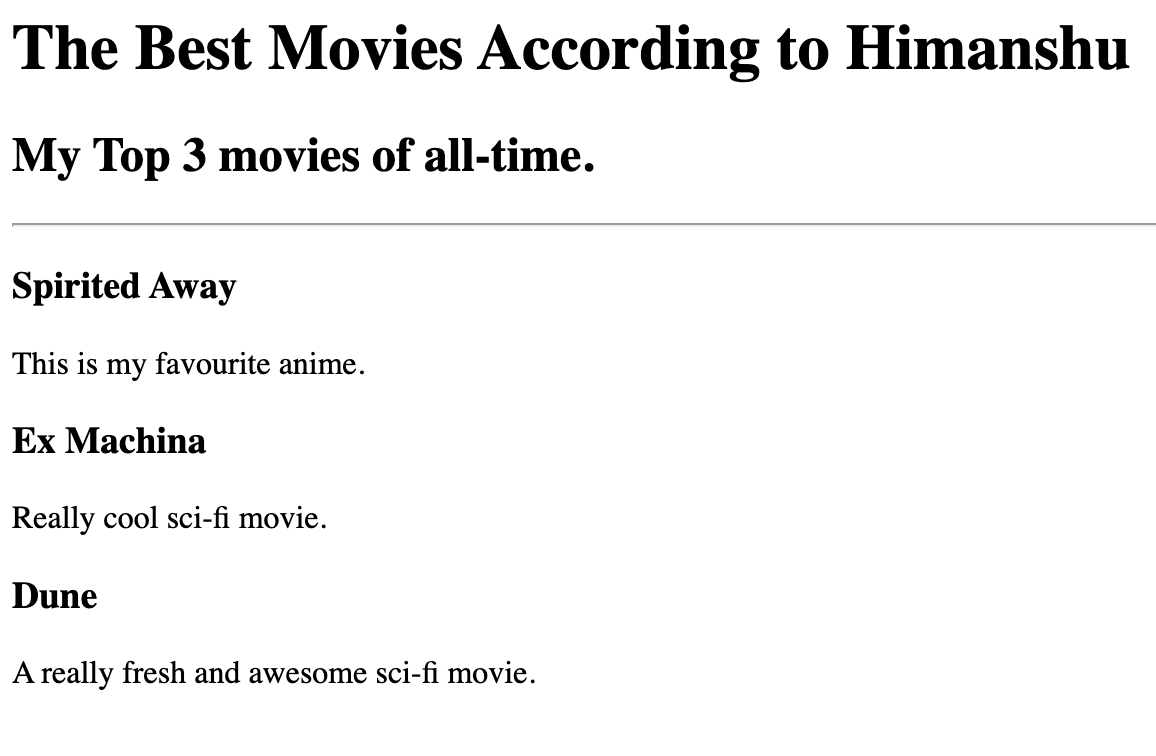 The Best Movies According to Himanshu
My Top 3 movies of all-time.
Spirited Away
This is my favourite anime.
Ex Machina
Really cool sci-fi movie.
Dune
A really fresh and awesome sci-fi movie.